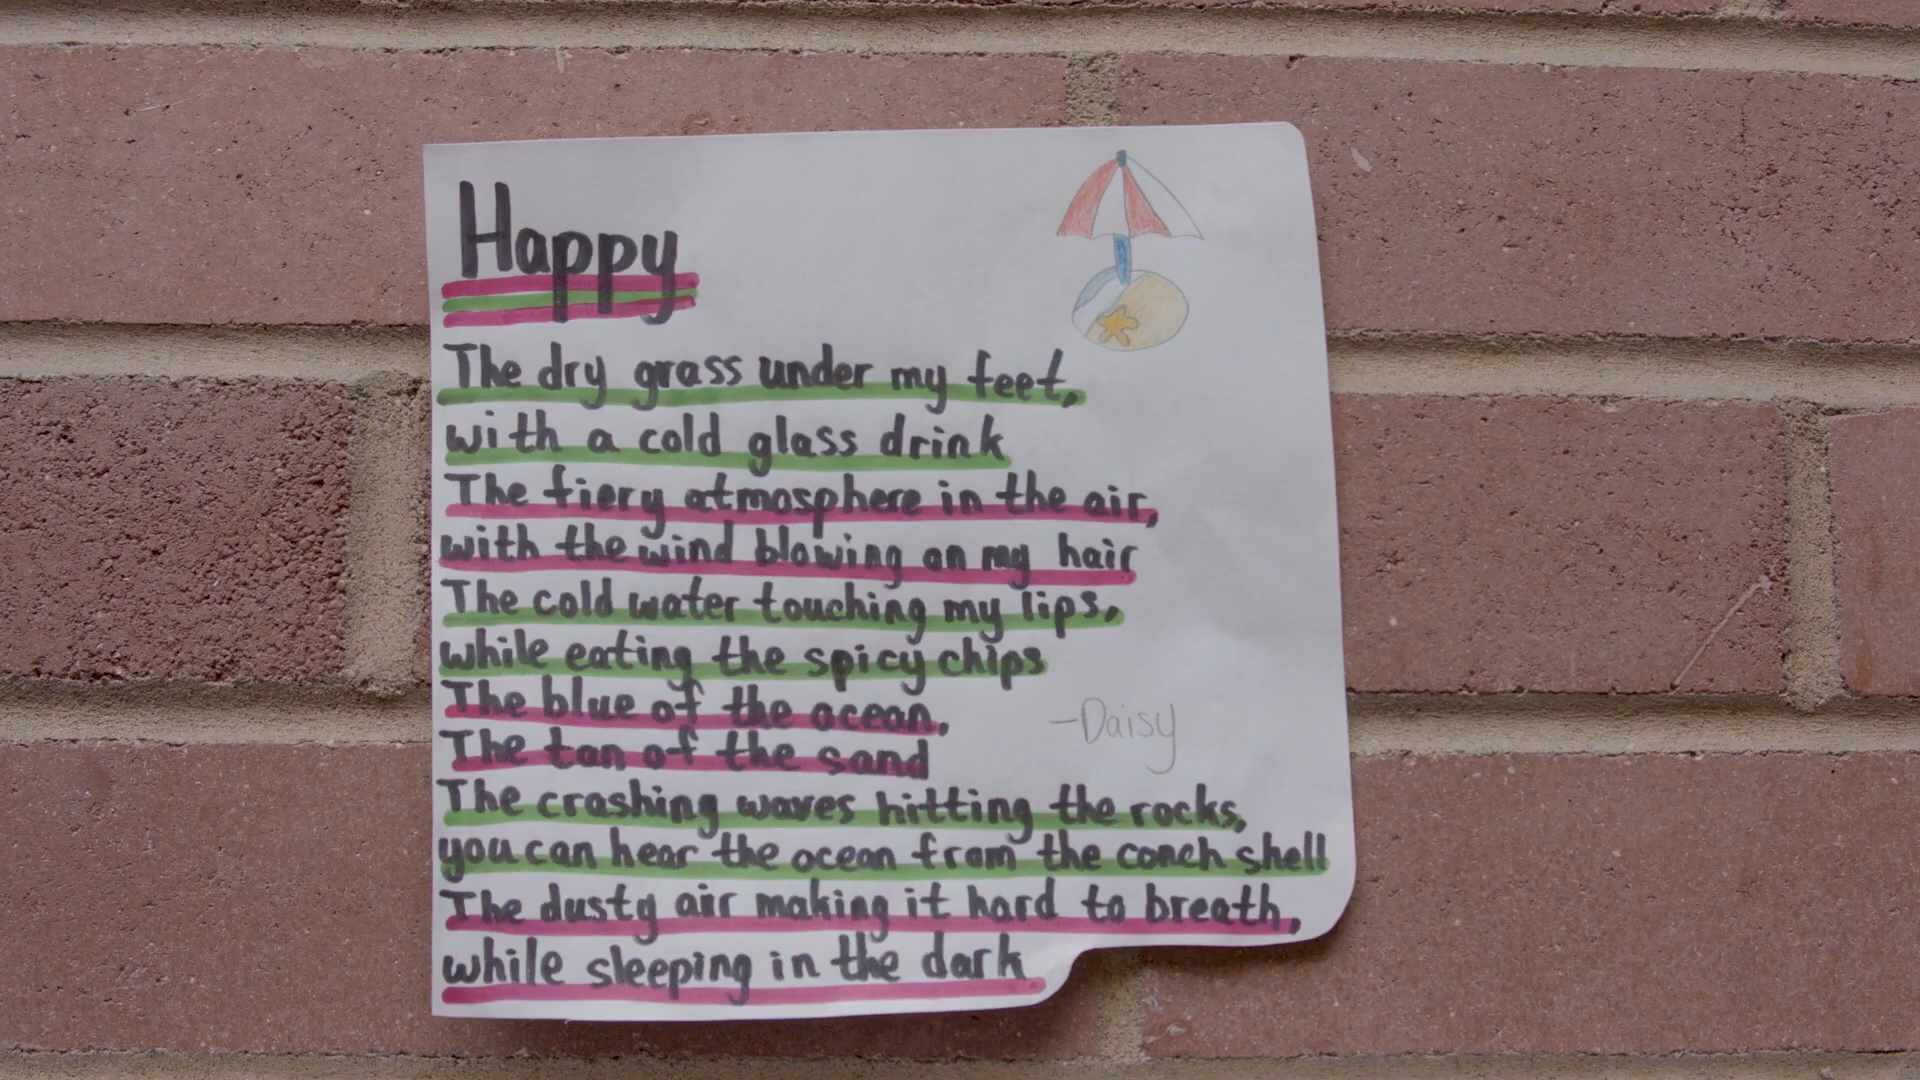 Happy
The dry grass under my feet,
with a cold glass drink
The fiery atmosphere in the air,
with the wind blowing on my hair
The cold water touching my lips,
while eating the spicy chips
The blue of the ocean,
The tan of the sand
-Daisy
The crashing waves hitting the rocks,
you can hear the ocean from the conch shell
The dusty air making it hard to breath,
while sleeping in the dark